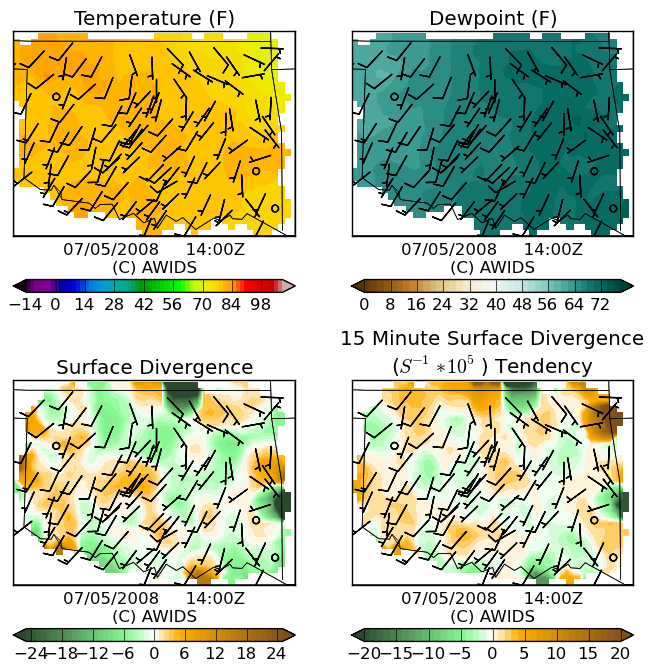 Temperature (F)
07/05/2008 14:00Z
(C) AWIDS
−14 0 14 28 42 56 70 84 98
Dewpoint (F)
07/05/2008 14:00Z
(C) AWIDS
0 8 16 24 32 40 48 56 64 72
Surface Divergence
07/05/2008 14:00Z
(C) AWIDS
−24 −18 −12 −6 0 6 12 18 24
15 Minute Surface Divergence
(S⁻¹ *10⁵ ) Tendency
07/05/2008 14:00Z
(C) AWIDS
−20 −15 −10 −5 0 5 10 15 20